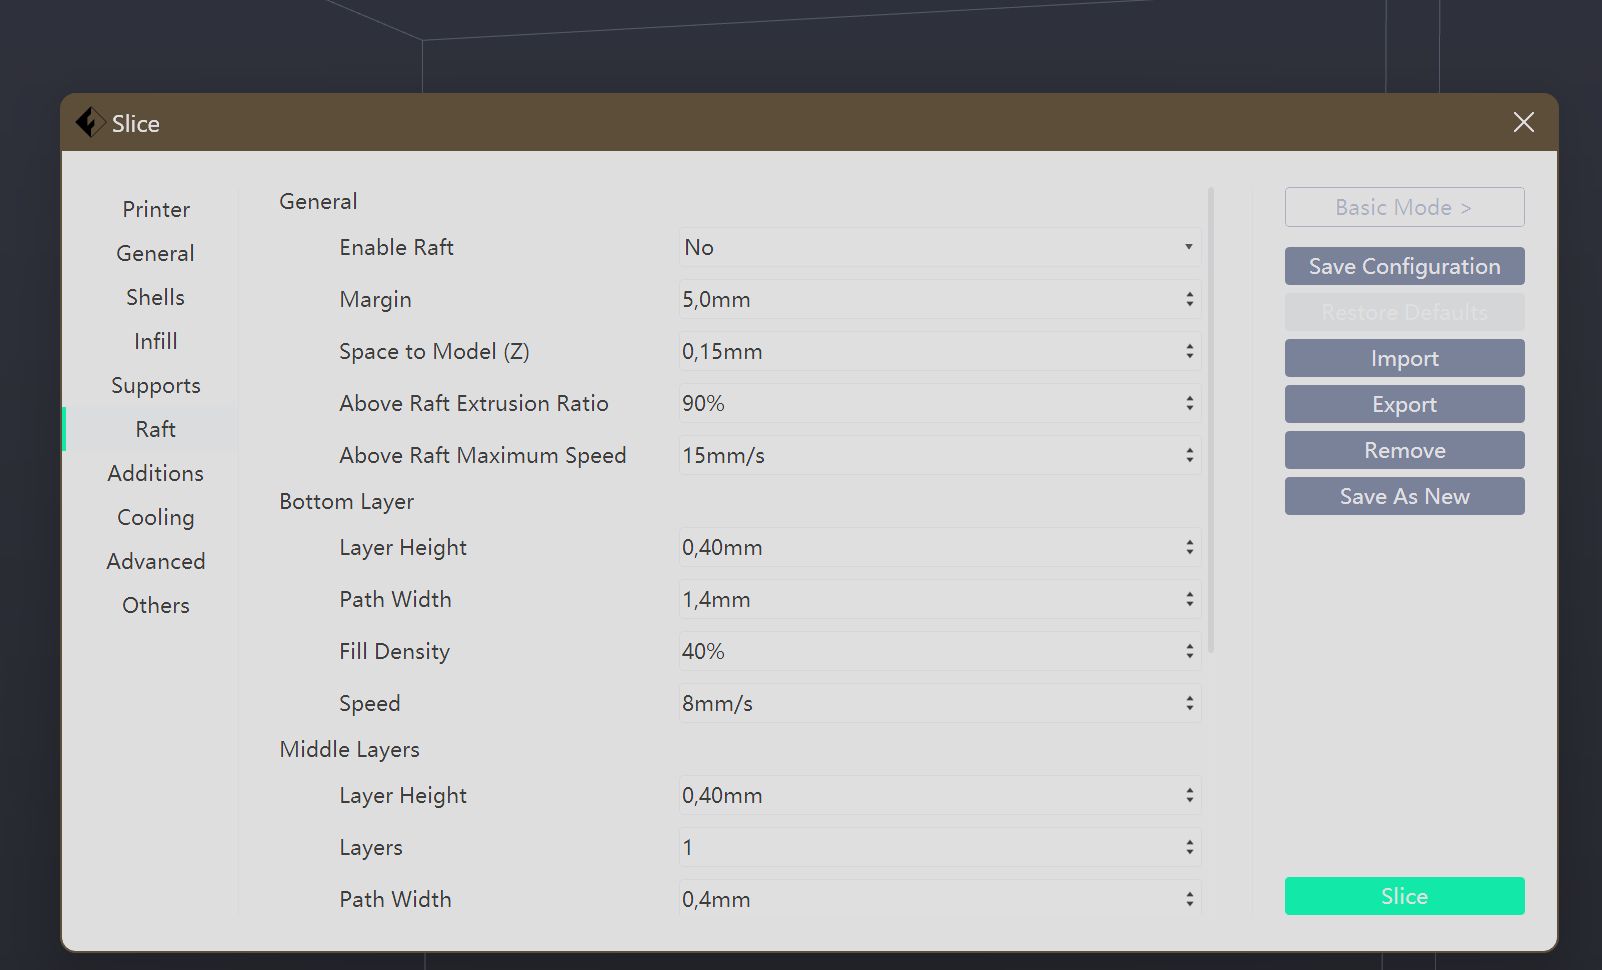 Slice
Printer
General
Shells
Infill
Supports
Raft
Additions
Cooling
Advanced
Others
General
Enable Raft No
Margin 5,0mm
Space to Model (Z) 0,15mm
Above Raft Extrusion Ratio 90%
Above Raft Maximum Speed 15mm/s
Bottom Layer
Layer Height 0,40mm
Path Width 1,4mm
Fill Density 40%
Speed 8mm/s
Middle Layers
Layer Height 0,40mm
Layers 1
Path Width 0,4mm
Basic Mode >
Save Configuration
Restore Defaults
Import
Export
Remove
Save As New
Slice